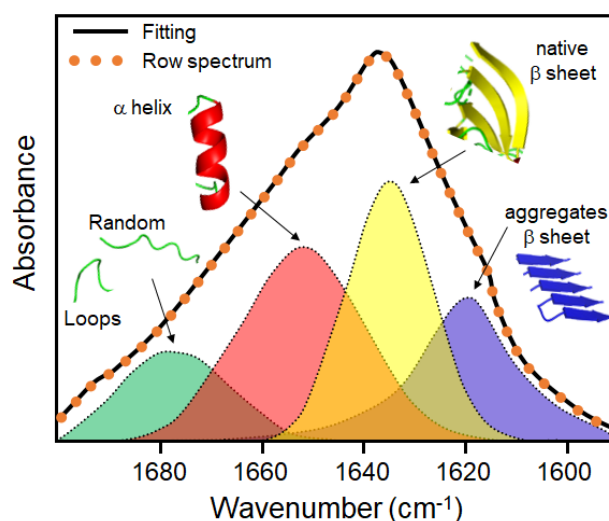 Fitting
Row spectrum
native
β sheet
α helix
aggregates
β sheet
Random
Loops
Absorbance
1680 1660 1640 1620 1600
Wavenumber (cm⁻¹)